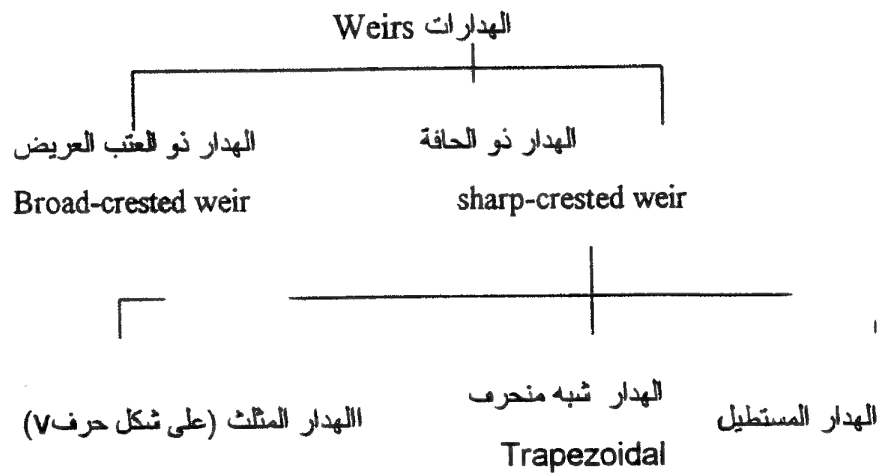 الهدارات Weirs
الهدار ذو الحافة
sharp-crested weir
الهدار ذو العتب العريض
Broad-crested weir
الهدار المستطيل
الهدار شبه منحرف
Trapezoidal
االهدار المثلث (على شكل حرفV)